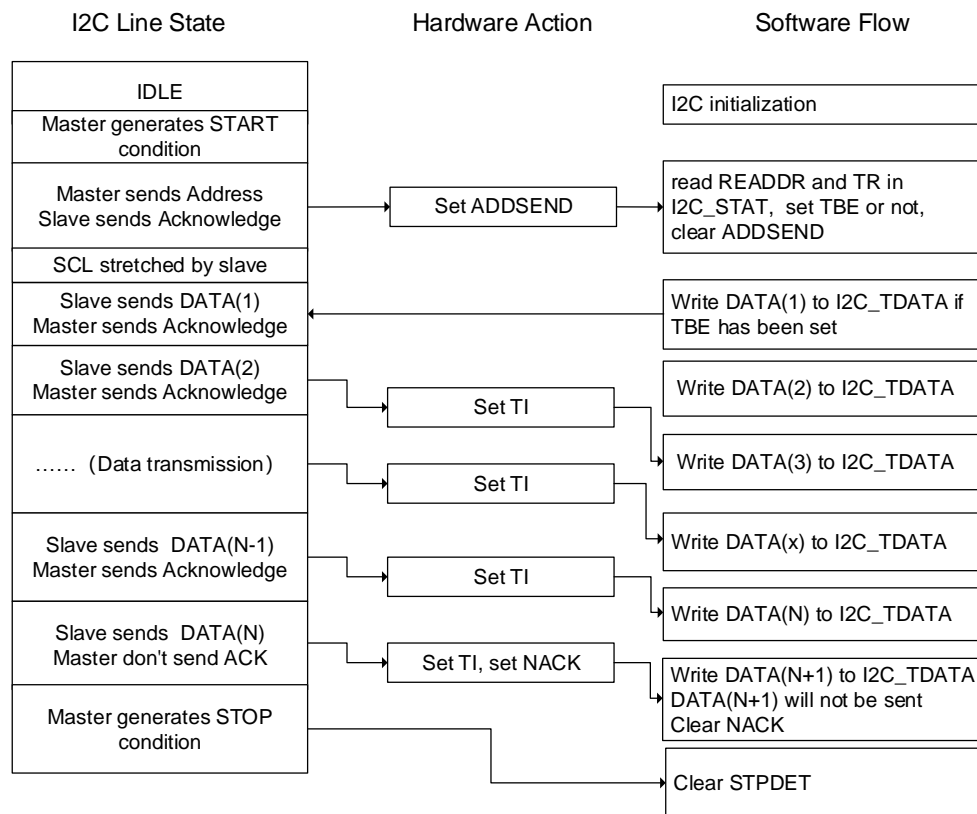 I2C Line State
Hardware Action
Software Flow
IDLE
I2C initialization
Master generates START
condition
Master sends Address
Slave sends Acknowledge
Set ADDSEND
read READDR and TR in
I2C_STAT, set TBE or not,
clear ADDSEND
SCL stretched by slave
Slave sends DATA(1)
Master sends Acknowledge
Write DATA(1) to I2C_TDATA if
TBE has been set
Slave sends DATA(2)
Master sends Acknowledge
Set TI
Write DATA(2) to I2C_TDATA
Write DATA(3) to I2C_TDATA
...... (Data transmission)
Set TI
Write DATA(x) to I2C_TDATA
Slave sends DATA(N-1)
Master sends Acknowledge
Set TI
Write DATA(N) to I2C_TDATA
Slave sends DATA(N)
Master don't send ACK
Set TI, set NACK
Write DATA(N+1) to I2C_TDATA
DATA(N+1) will not be sent
Clear NACK
Master generates STOP
condition
Clear STPDET